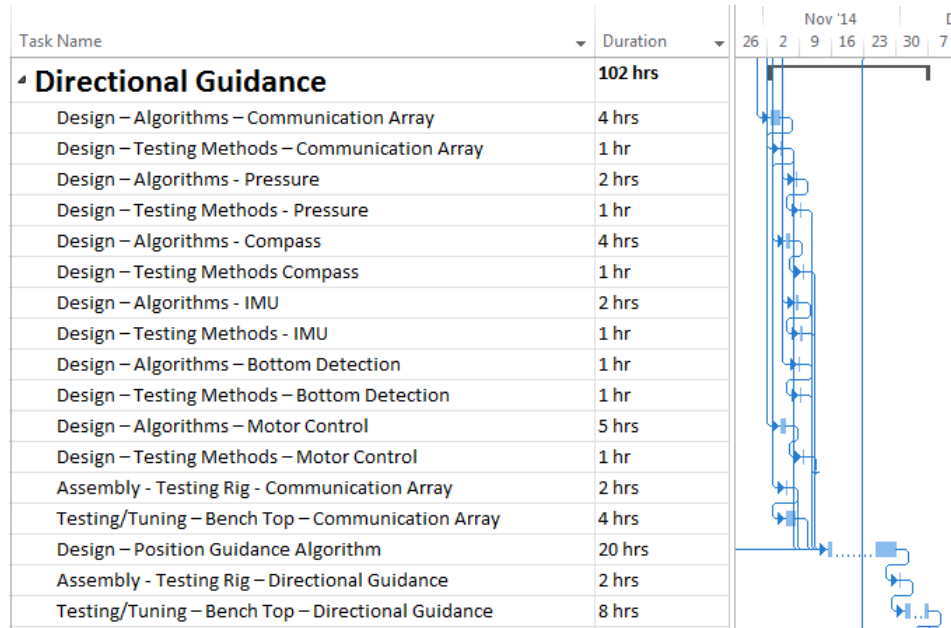 Nov '14 D
Task Name Duration 26 2 9 16 23 30 7
Directional Guidance 102 hrs
Design – Algorithms – Communication Array 4 hrs
Design – Testing Methods – Communication Array 1 hr
Design – Algorithms - Pressure 2 hrs
Design – Testing Methods - Pressure 1 hr
Design – Algorithms - Compass 4 hrs
Design – Testing Methods Compass 1 hr
Design – Algorithms - IMU 2 hrs
Design – Testing Methods - IMU 1 hr
Design – Algorithms – Bottom Detection 1 hr
Design – Testing Methods – Bottom Detection 1 hr
Design – Algorithms – Motor Control 5 hrs
Design – Testing Methods – Motor Control 1 hr
Assembly - Testing Rig - Communication Array 2 hrs
Testing/Tuning – Bench Top – Communication Array 4 hrs
Design – Position Guidance Algorithm 20 hrs
Assembly - Testing Rig – Directional Guidance 2 hrs
Testing/Tuning – Bench Top – Directional Guidance 8 hrs